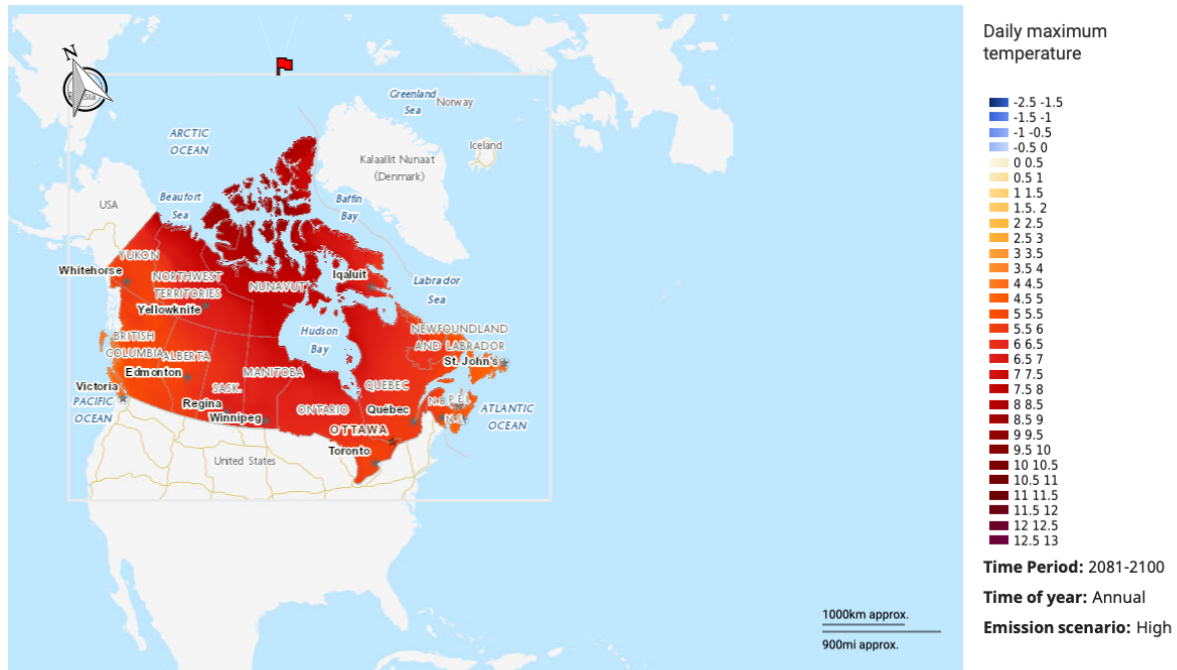 N
Greenland
Sea
Norway
ARCTIC
OCEAN
Iceland
Kalaallit Nunaat
(Denmark)
USA
Beaufort
Sea
Baffin
Bay
YUKON
Whitehorse
NORTHWEST
TERRITORIES
Iqaluit
NUNAVUT
Labrador
Sea
Yellowknife
Hudson
Bay
NEWFOUNDLAND
AND LABRADOR
BRITISH
COLUMBIA
ALBERTA
St. John's
Edmonton
MANITOBA
SASK.
QUEBEC
Victoria
PACIFIC
OCEAN
Regina
Winnipeg
ONTARIO
Québec
N.B.
P.E.I.
N.S.
ATLANTIC
OCEAN
OTTAWA
Toronto
United States
1000km approx.
900mi approx.
Daily maximum
temperature
-2.5 -1.5
-1.5 -1
-1 -0.5
-0.5 0
0 0.5
0.5 1
1 1.5
1.5, 2
2 2.5
2.5 3
3 3.5
3.5 4
4 4.5
4.5 5
5 5.5
5.5 6
6 6.5
6.5 7
7 7.5
7.5 8
8 8.5
8.5 9
9 9.5
9.5 10
10 10.5
10.5 11
11 11.5
11.5 12
12 12.5
12.5 13
Time Period: 2081-2100
Time of year: Annual
Emission scenario: High